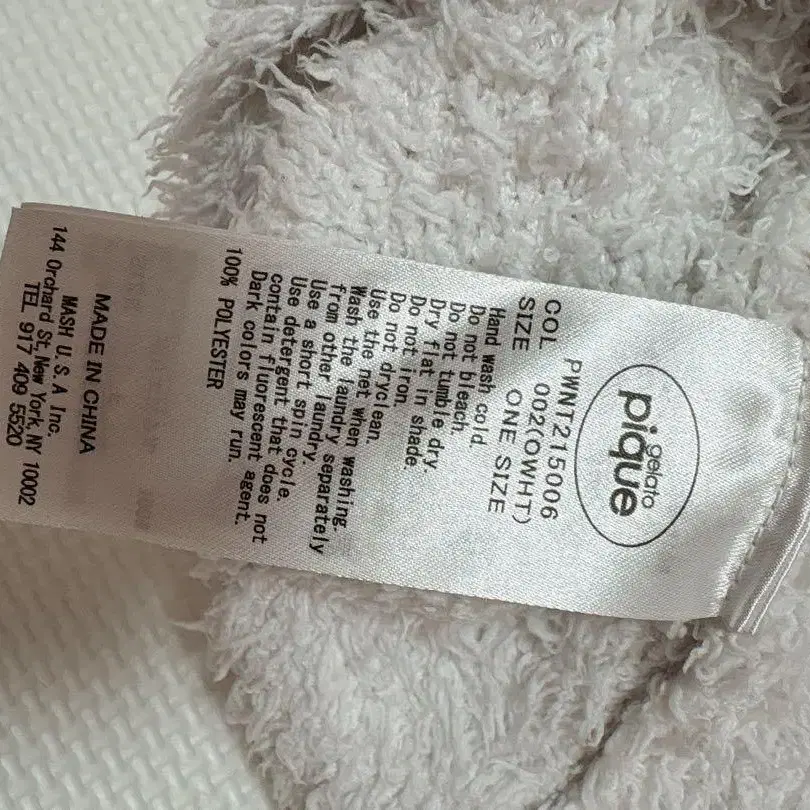 gelato
pique
PWNT215006
COL 002(OWHT)
SIZE ONE SIZE
Hand wash cold.
Do not bleach.
Do not tumble dry.
Dry flat in shade.
Do not iron.
Do not dryclean.
Use the net when washing.
Wash the laundry separately
from other laundry.
Use a short spin cycle.
Use detergent that does not
contain fluorescent agent.
Dark colors may run.
100% POLYESTER
MADE IN CHINA
MASH U.S.A Inc.
144 Orchard St, New York, NY 10002
TEL 917 409 5520